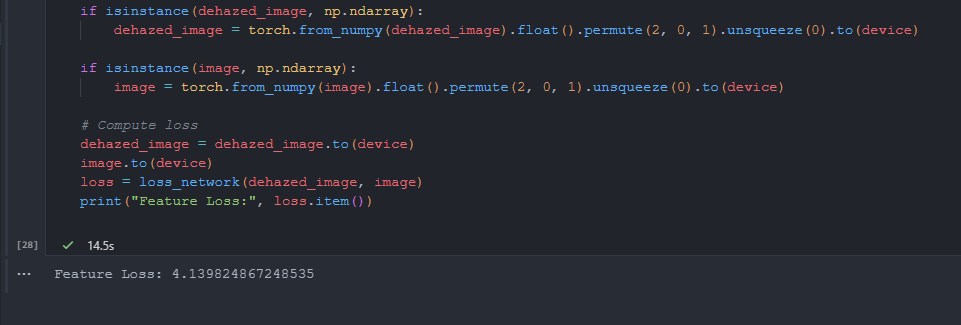 if isinstance(dehazed_image, np.ndarray):
    dehazed_image = torch.from_numpy(dehazed_image).float().permute(2, 0, 1).unsqueeze(0).to(device)
if isinstance(image, np.ndarray):
    image = torch.from_numpy(image).float().permute(2, 0, 1).unsqueeze(0).to(device)
# Compute loss
dehazed_image = dehazed_image.to(device)
image.to(device)
loss = loss_network(dehazed_image, image)
print("Feature Loss:", loss.item())
[28] ✓ 14.5s
... Feature Loss: 4.139824867248535